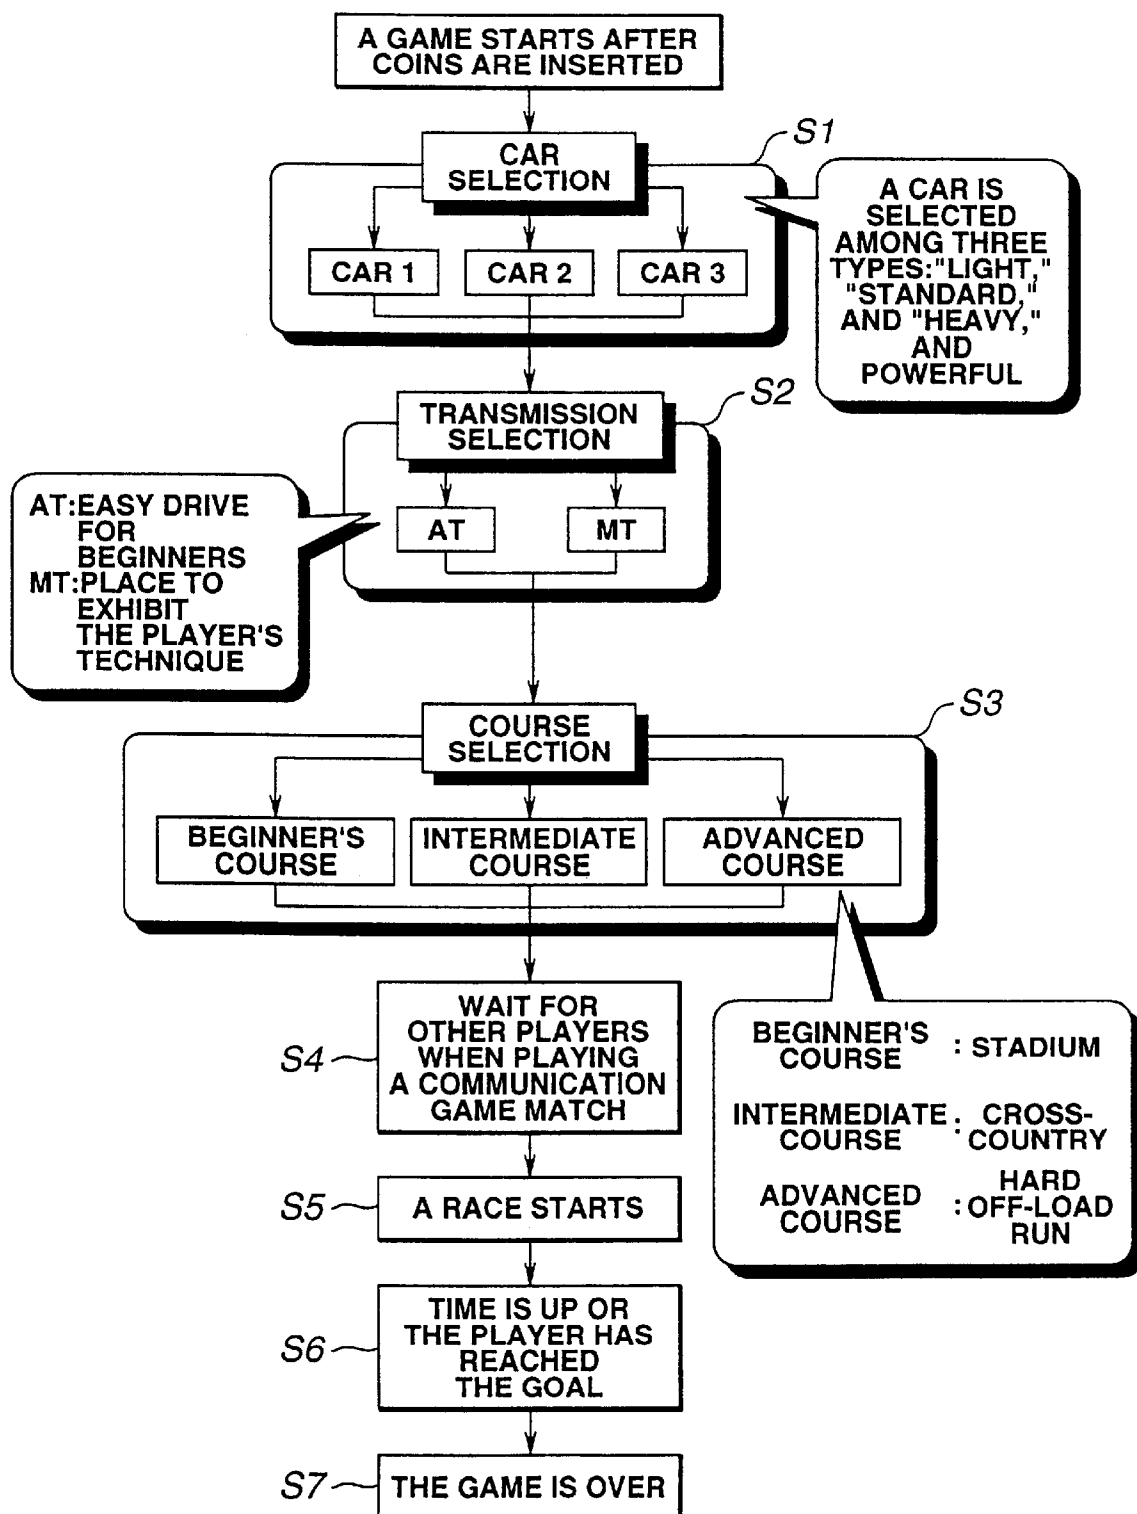 A GAME STARTS AFTER
COINS ARE INSERTED
S1
CAR
SELECTION
CAR 1
CAR 2
CAR 3
A CAR IS
SELECTED
AMONG THREE
TYPES:"LIGHT,"
"STANDARD,"
AND "HEAVY,"
AND
POWERFUL
S2
TRANSMISSION
SELECTION
AT
MT
AT:EASY DRIVE
FOR
BEGINNERS
MT:PLACE TO
EXHIBIT
THE PLAYER'S
TECHNIQUE
S3
COURSE
SELECTION
BEGINNER'S
COURSE
INTERMEDIATE
COURSE
ADVANCED
COURSE
BEGINNER'S
COURSE
: STADIUM
INTERMEDIATE
COURSE
: CROSS-
COUNTRY
ADVANCED
COURSE
: HARD
OFF-LOAD
RUN
S4
WAIT FOR
OTHER PLAYERS
WHEN PLAYING
A COMMUNICATION
GAME MATCH
S5
A RACE STARTS
S6
TIME IS UP OR
THE PLAYER HAS
REACHED
THE GOAL
S7
THE GAME IS OVER